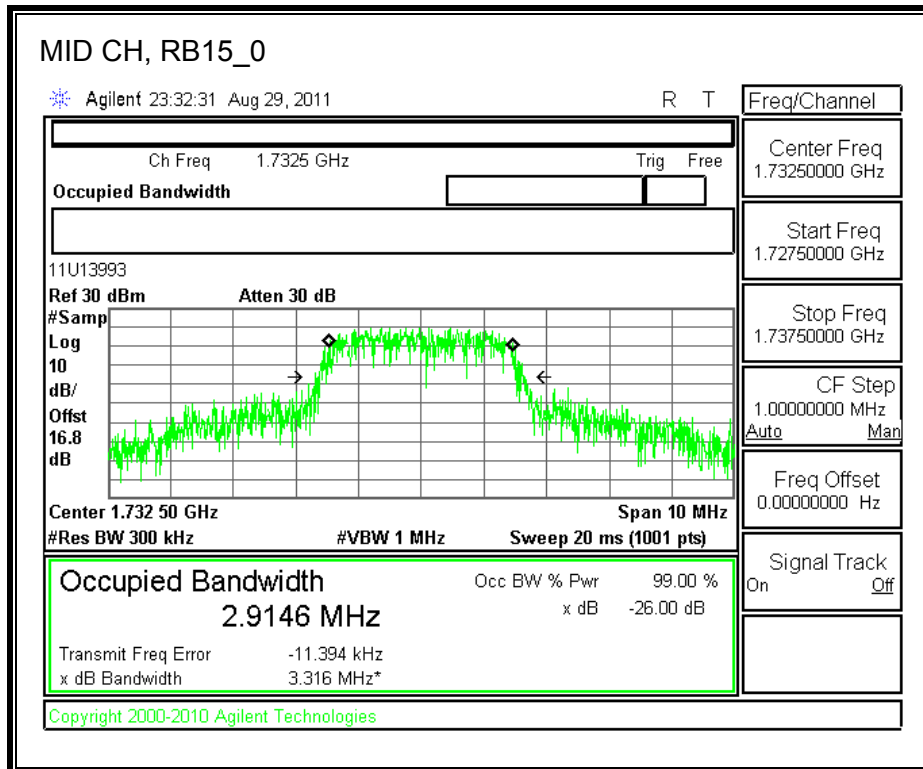 MID CH, RB15_0
Agilent 23:32:31 Aug 29, 2011 R T
Freq/Channel
Ch Freq 1.7325 GHz Trig Free
Occupied Bandwidth
Center Freq
1.73250000 GHz
Start Freq
1.72750000 GHz
11U13993
Ref 30 dBm Atten 30 dB
#Samp
Log
10
dB/
Offst
16.8
dB
Stop Freq
1.73750000 GHz
CF Step
1.00000000 MHz
Auto Man
Freq Offset
0.00000000 Hz
Center 1.732 50 GHz Span 10 MHz
#Res BW 300 kHz #VBW 1 MHz Sweep 20 ms (1001 pts)
Signal Track
On Off
Occupied Bandwidth Occ BW % Pwr 99.00 %
2.9146 MHz x dB -26.00 dB
Transmit Freq Error -11.394 kHz
x dB Bandwidth 3.316 MHz*
Copyright 2000-2010 Agilent Technologies